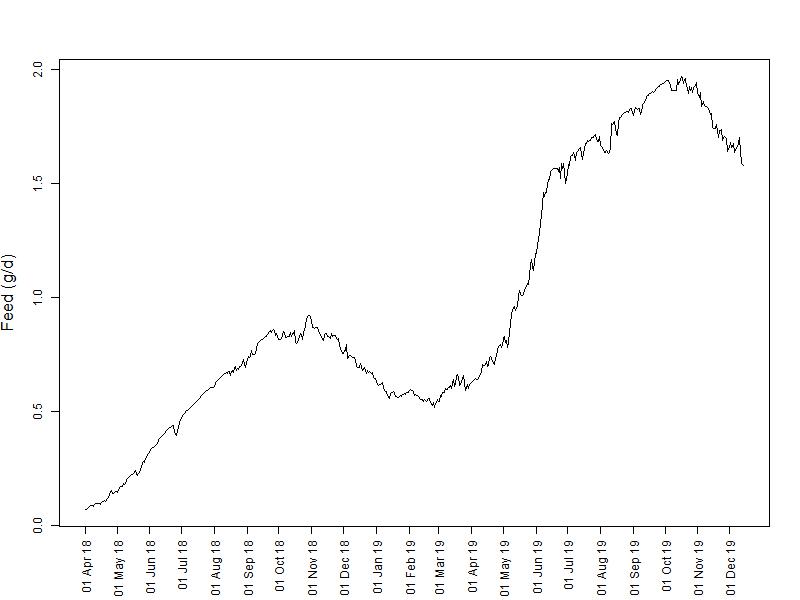 Feed (g/d)
2.0
1.5
1.0
0.5
0.0
01 Apr 18
01 May 18
01 Jun 18
01 Jul 18
01 Aug 18
01 Sep 18
01 Oct 18
01 Nov 18
01 Dec 18
01 Jan 19
01 Feb 19
01 Mar 19
01 Apr 19
01 May 19
01 Jun 19
01 Jul 19
01 Aug 19
01 Sep 19
01 Oct 19
01 Nov 19
01 Dec 19